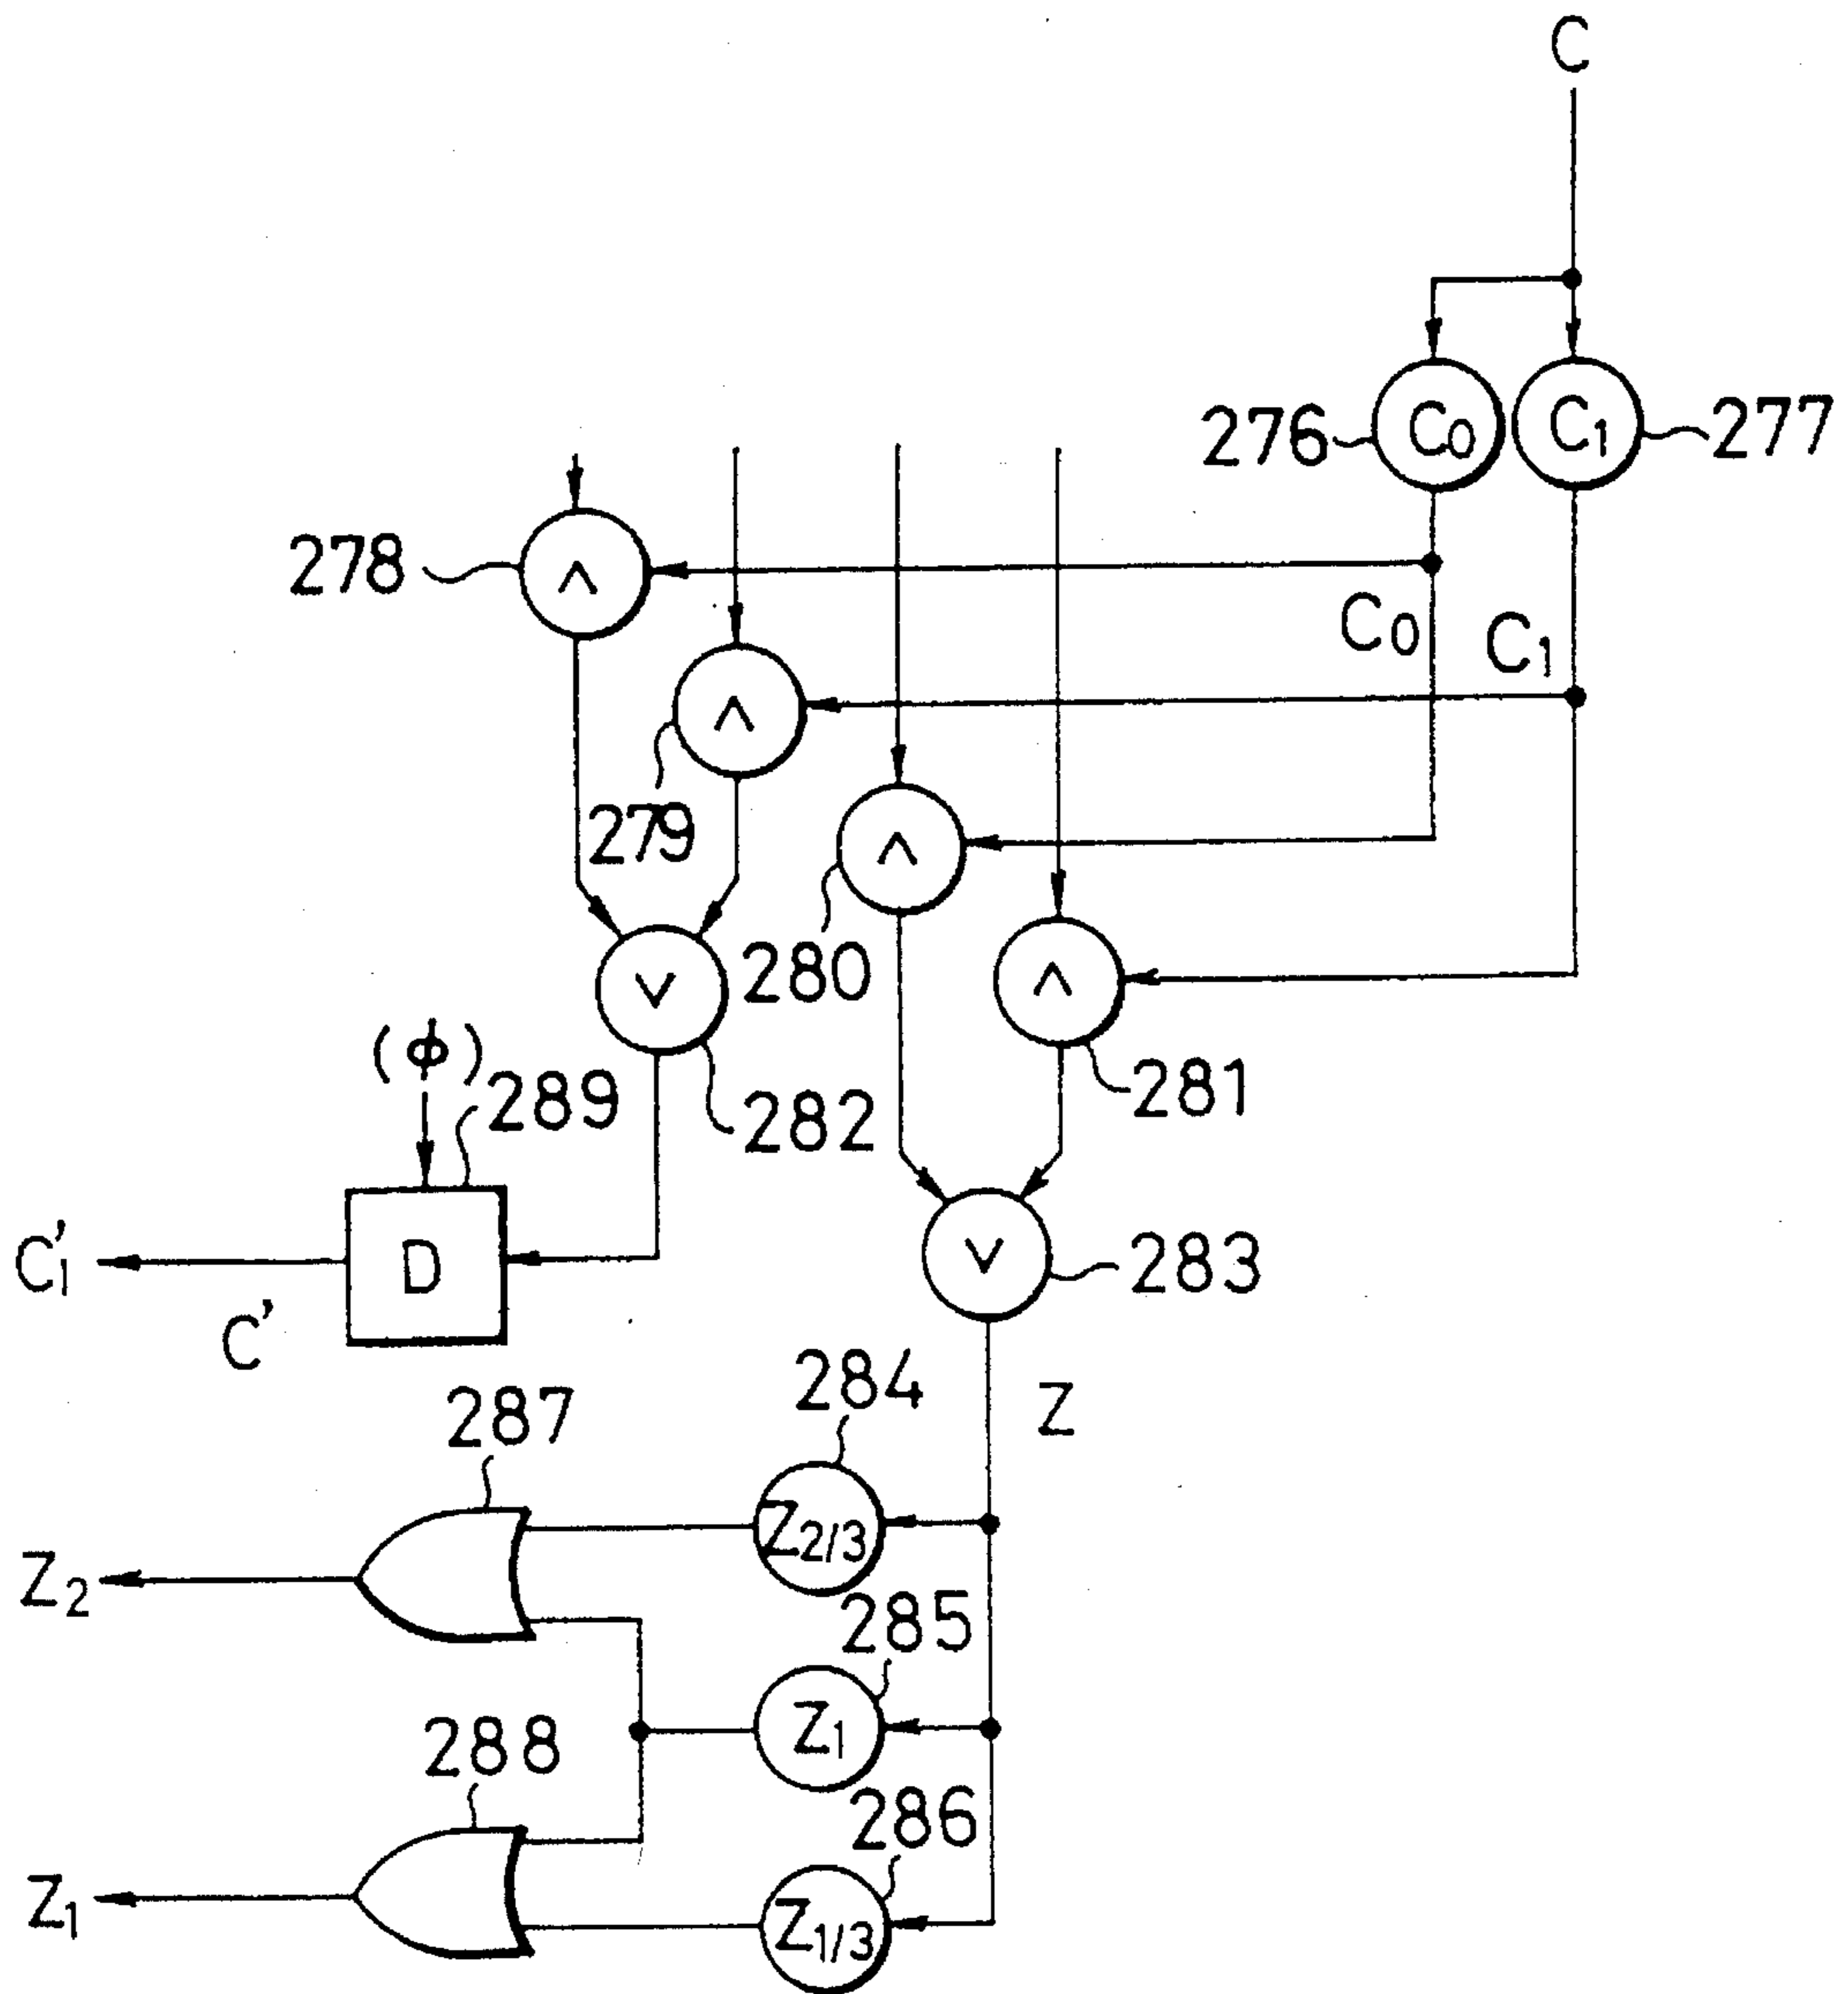 C
276 C0 C1 277
278 ∧
C0 C1
∧
279
∧
280
∧
∨
281
(Φ) 289
282
C'1 D
∨ 283
C'
284
287
Z
Z2/3
Z2
285
Z1
288
286
Z1
Z1/3